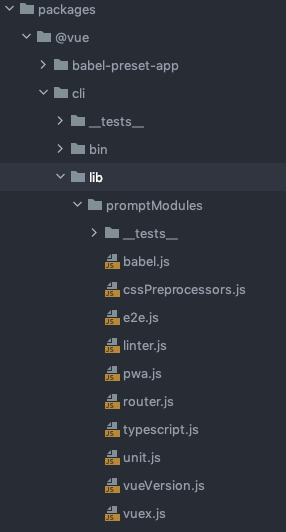 packages
@vue
babel-preset-app
cli
__tests__
bin
lib
promptModules
__tests__
babel.js
cssPreprocessors.js
e2e.js
linter.js
pwa.js
router.js
typescript.js
unit.js
vueVersion.js
vuex.js